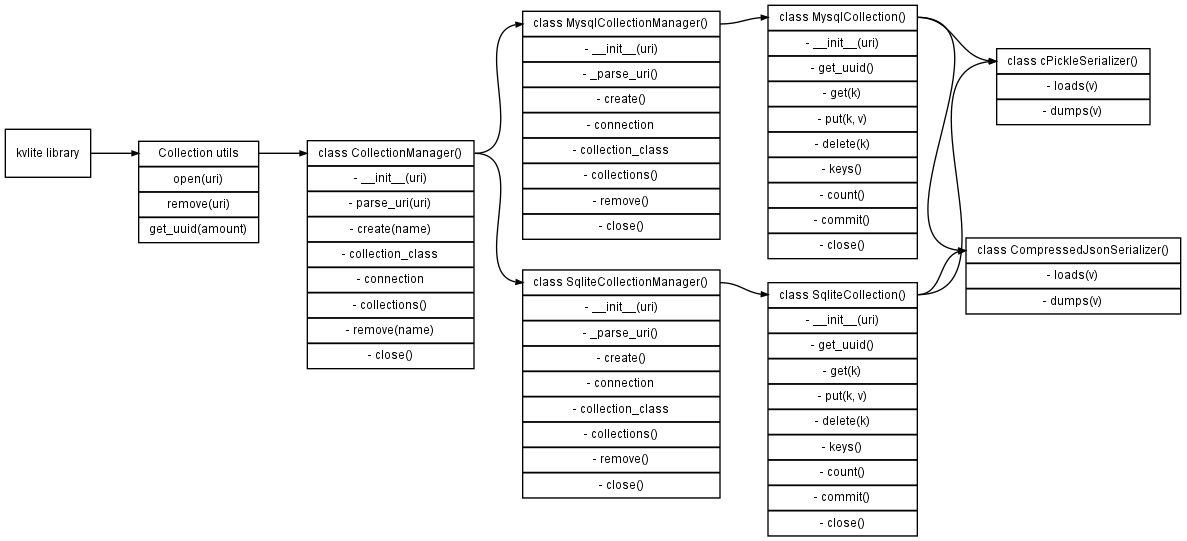 kvlite library
Collection utils
open(uri)
remove(uri)
get_uuid(amount)
class CollectionManager()
- __init__(uri)
- parse_uri(uri)
- create(name)
- collection_class
- connection
- collections()
- remove(name)
- close()
class MysqlCollectionManager()
- __init__(uri)
- _parse_uri()
- create()
- connection
- collection_class
- collections()
- remove()
- close()
class SqliteCollectionManager()
- __init__(uri)
- _parse_uri()
- create()
- connection
- collection_class
- collections()
- remove()
- close()
class MysqlCollection()
- __init__(uri)
- get_uuid()
- get(k)
- put(k, v)
- delete(k)
- keys()
- count()
- commit()
- close()
class SqliteCollection()
- __init__(uri)
- get_uuid()
- get(k)
- put(k, v)
- delete(k)
- keys()
- count()
- commit()
- close()
class cPickleSerializer()
- loads(v)
- dumps(v)
class CompressedJsonSerializer()
- loads(v)
- dumps(v)